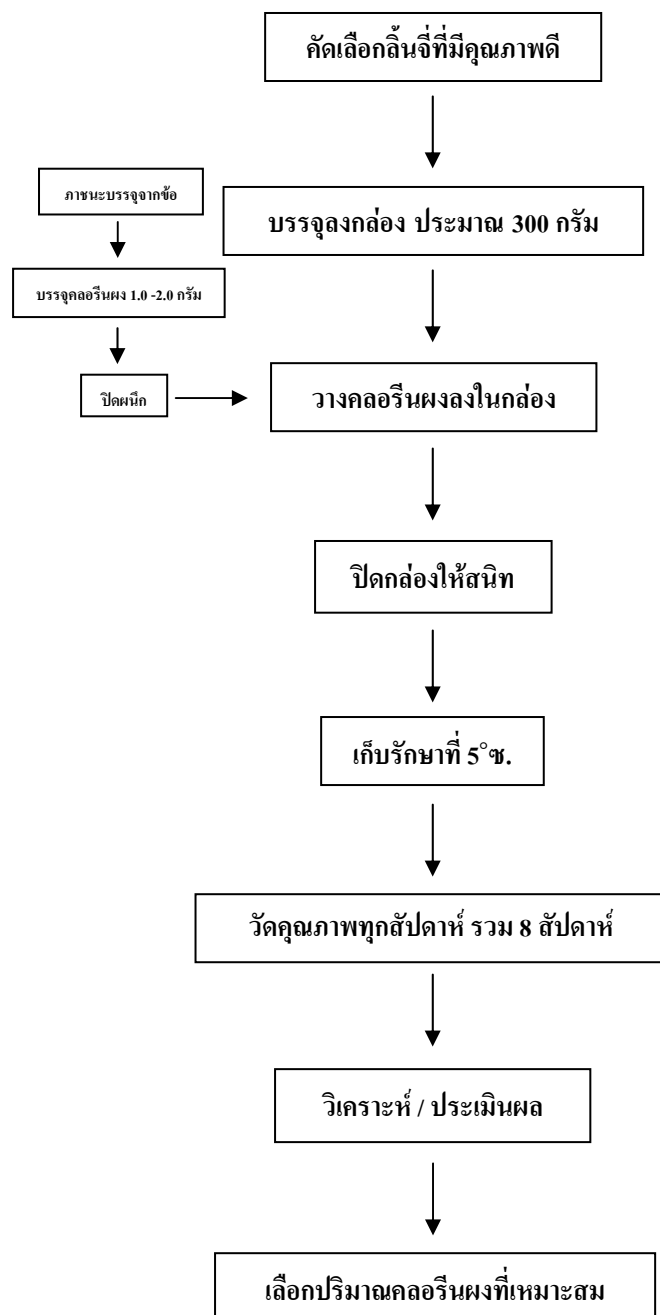 คัดเลือกลิ้นจี่ที่มีคุณภาพดี
ภาชนะบรรจุจากข้อ
บรรจุลงกล่อง ประมาณ 300 กรัม
บรรจุคลอรีนผง 1.0 -2.0 กรัม
ปิดผนึก
วางคลอรีนผงลงในกล่อง
ปิดกล่องให้สนิท
เก็บรักษาที่ 5°ซ.
วัดคุณภาพทุกสัปดาห์ รวม 8 สัปดาห์
วิเคราะห์ / ประเมินผล
เลือกปริมาณคลอรีนผงที่เหมาะสม